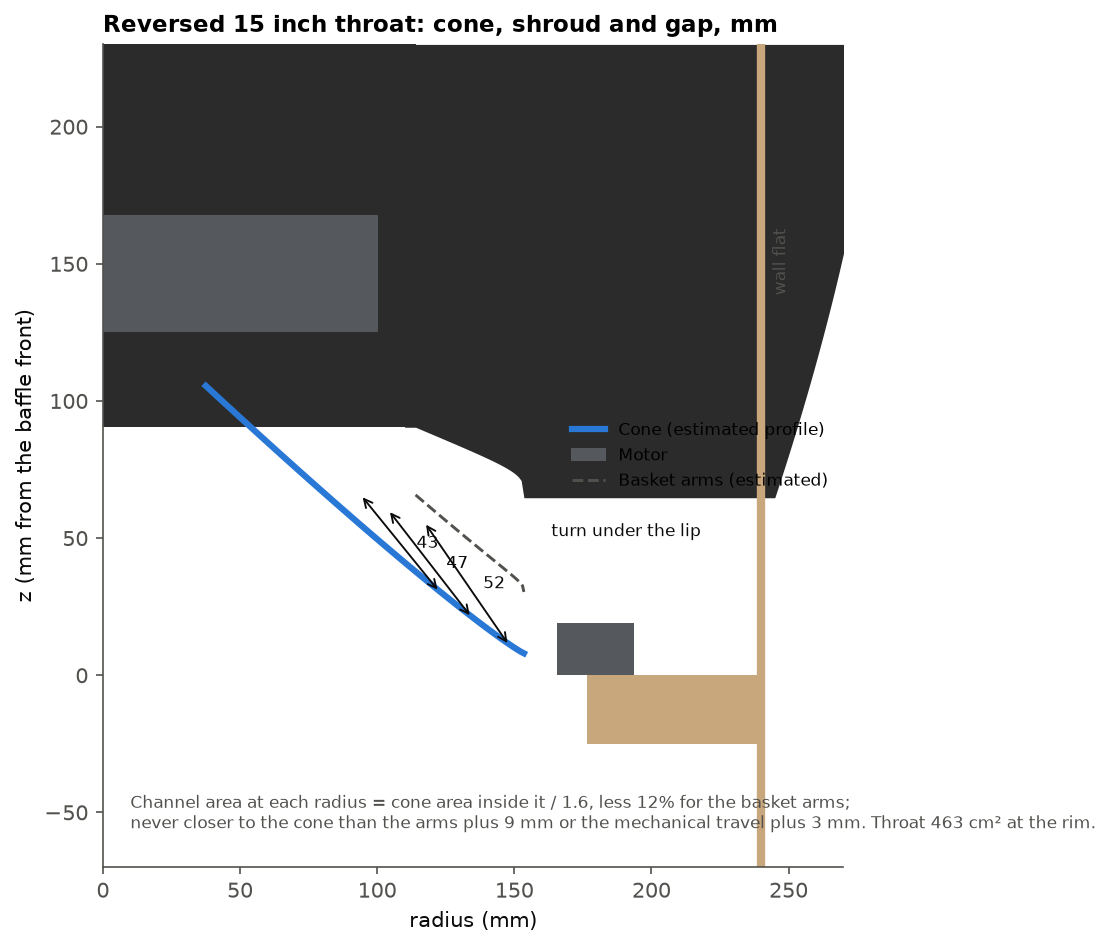 Reversed 15 inch throat: cone, shroud and gap, mm
z (mm from the baffle front)
200
150
100
50
0
−50
wall flat
Cone (estimated profile)
Motor
Basket arms (estimated)
turn under the lip
43
47
52
Channel area at each radius = cone area inside it / 1.6, less 12% for the basket arms;
never closer to the cone than the arms plus 9 mm or the mechanical travel plus 3 mm. Throat 463 cm² at the rim.
0
50
100
150
200
250
radius (mm)